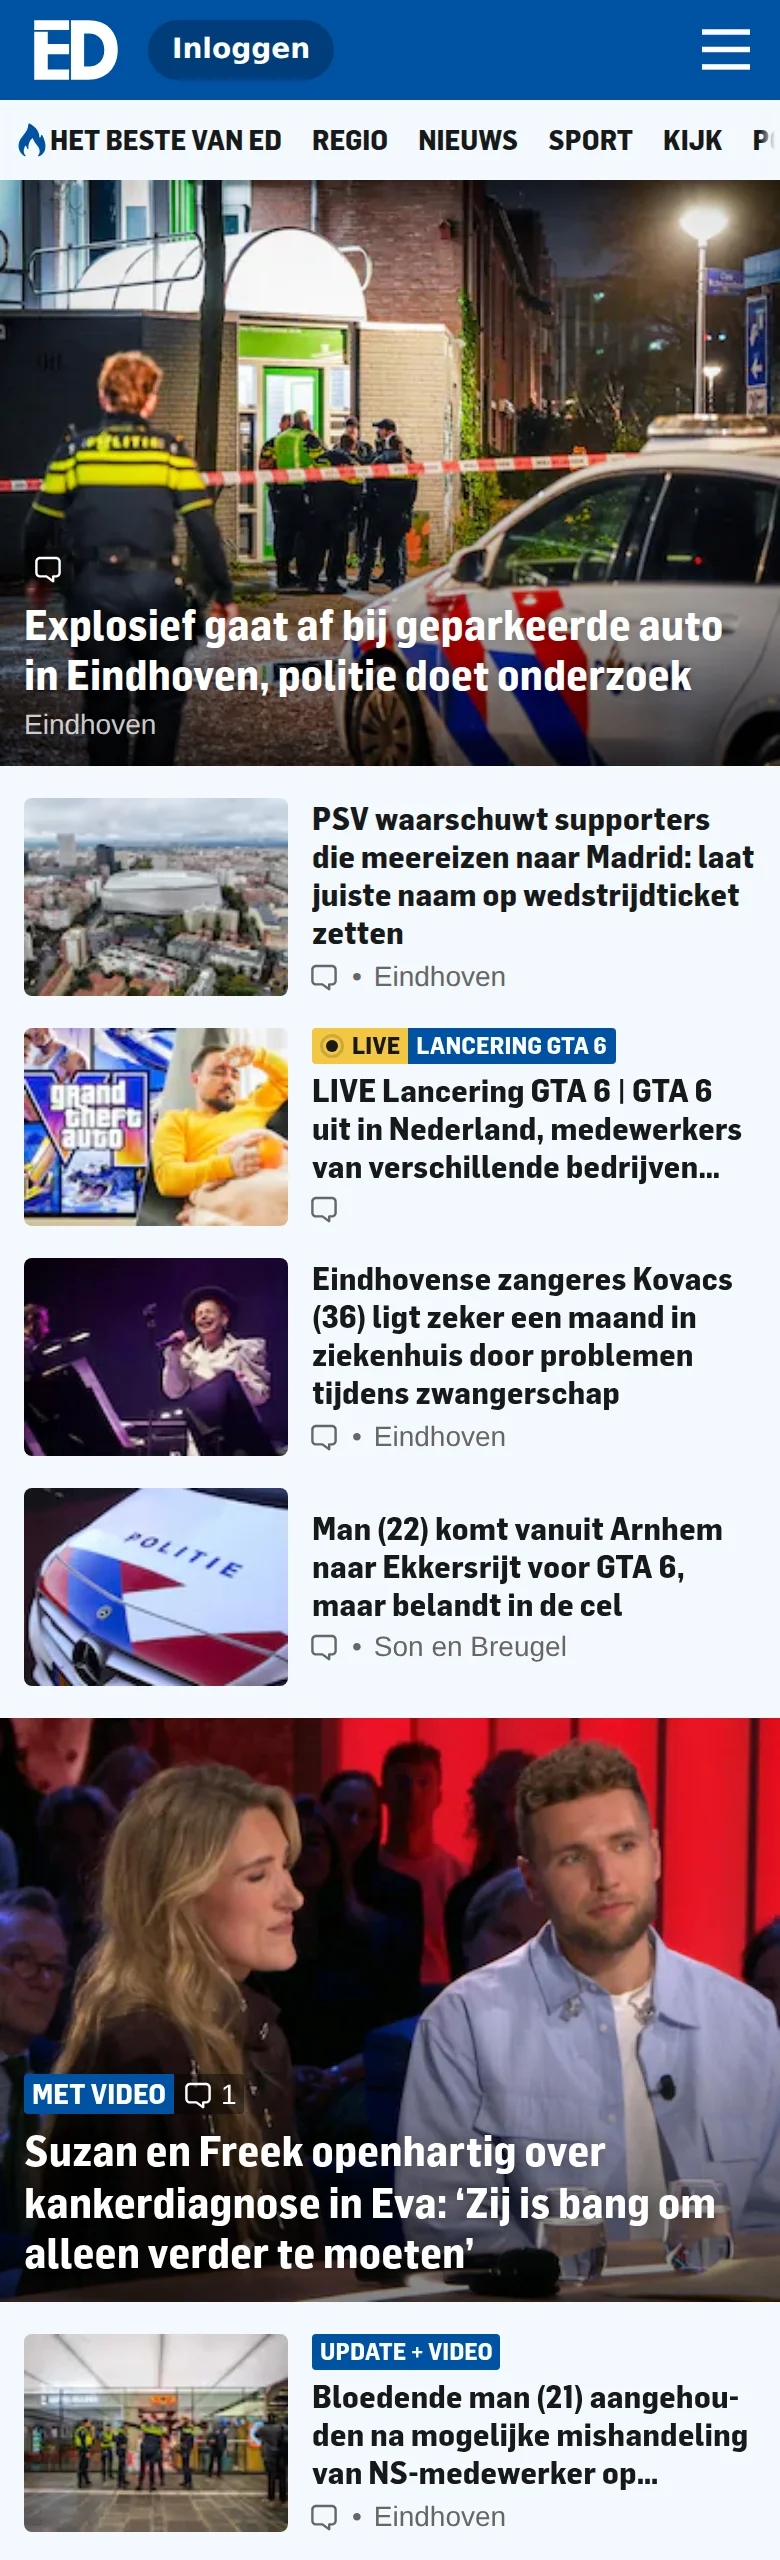 ED Inloggen
HET BESTE VAN ED REGIO NIEUWS SPORT KIJK
POLITIE
Explosief gaat af bij geparkeerde auto
in Eindhoven, politie doet onderzoek
Eindhoven
PSV waarschuwt supporters
die meereizen naar Madrid: laat
juiste naam op wedstrijdticket
zetten
• Eindhoven
grand
theft
auto
LIVE LANCERING GTA 6
LIVE Lancering GTA 6 | GTA 6
uit in Nederland, medewerkers
van verschillende bedrijven...
Eindhovense zangeres Kovacs
(36) ligt zeker een maand in
ziekenhuis door problemen
tijdens zwangerschap
• Eindhoven
POLITIE
Man (22) komt vanuit Arnhem
naar Ekkersrijt voor GTA 6,
maar belandt in de cel
• Son en Breugel
MET VIDEO 1
Suzan en Freek openhartig over
kankerdiagnose in Eva: ‘Zij is bang om
alleen verder te moeten’
UPDATE + VIDEO
Bloedende man (21) aangehou-
den na mogelijke mishandeling
van NS-medewerker op...
• Eindhoven